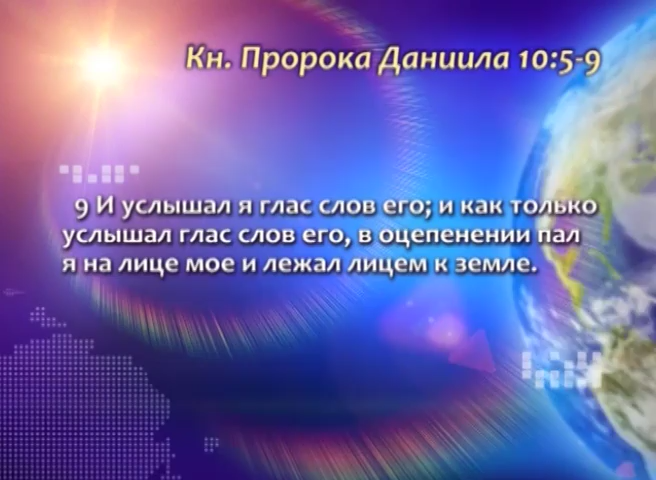 Кн. Пророка Даниила 10:5-9
9 И услышал я глас слов его; и как только
услышал глас слов его, в оцепенении пал
я на лице мое и лежал лицем к земле.